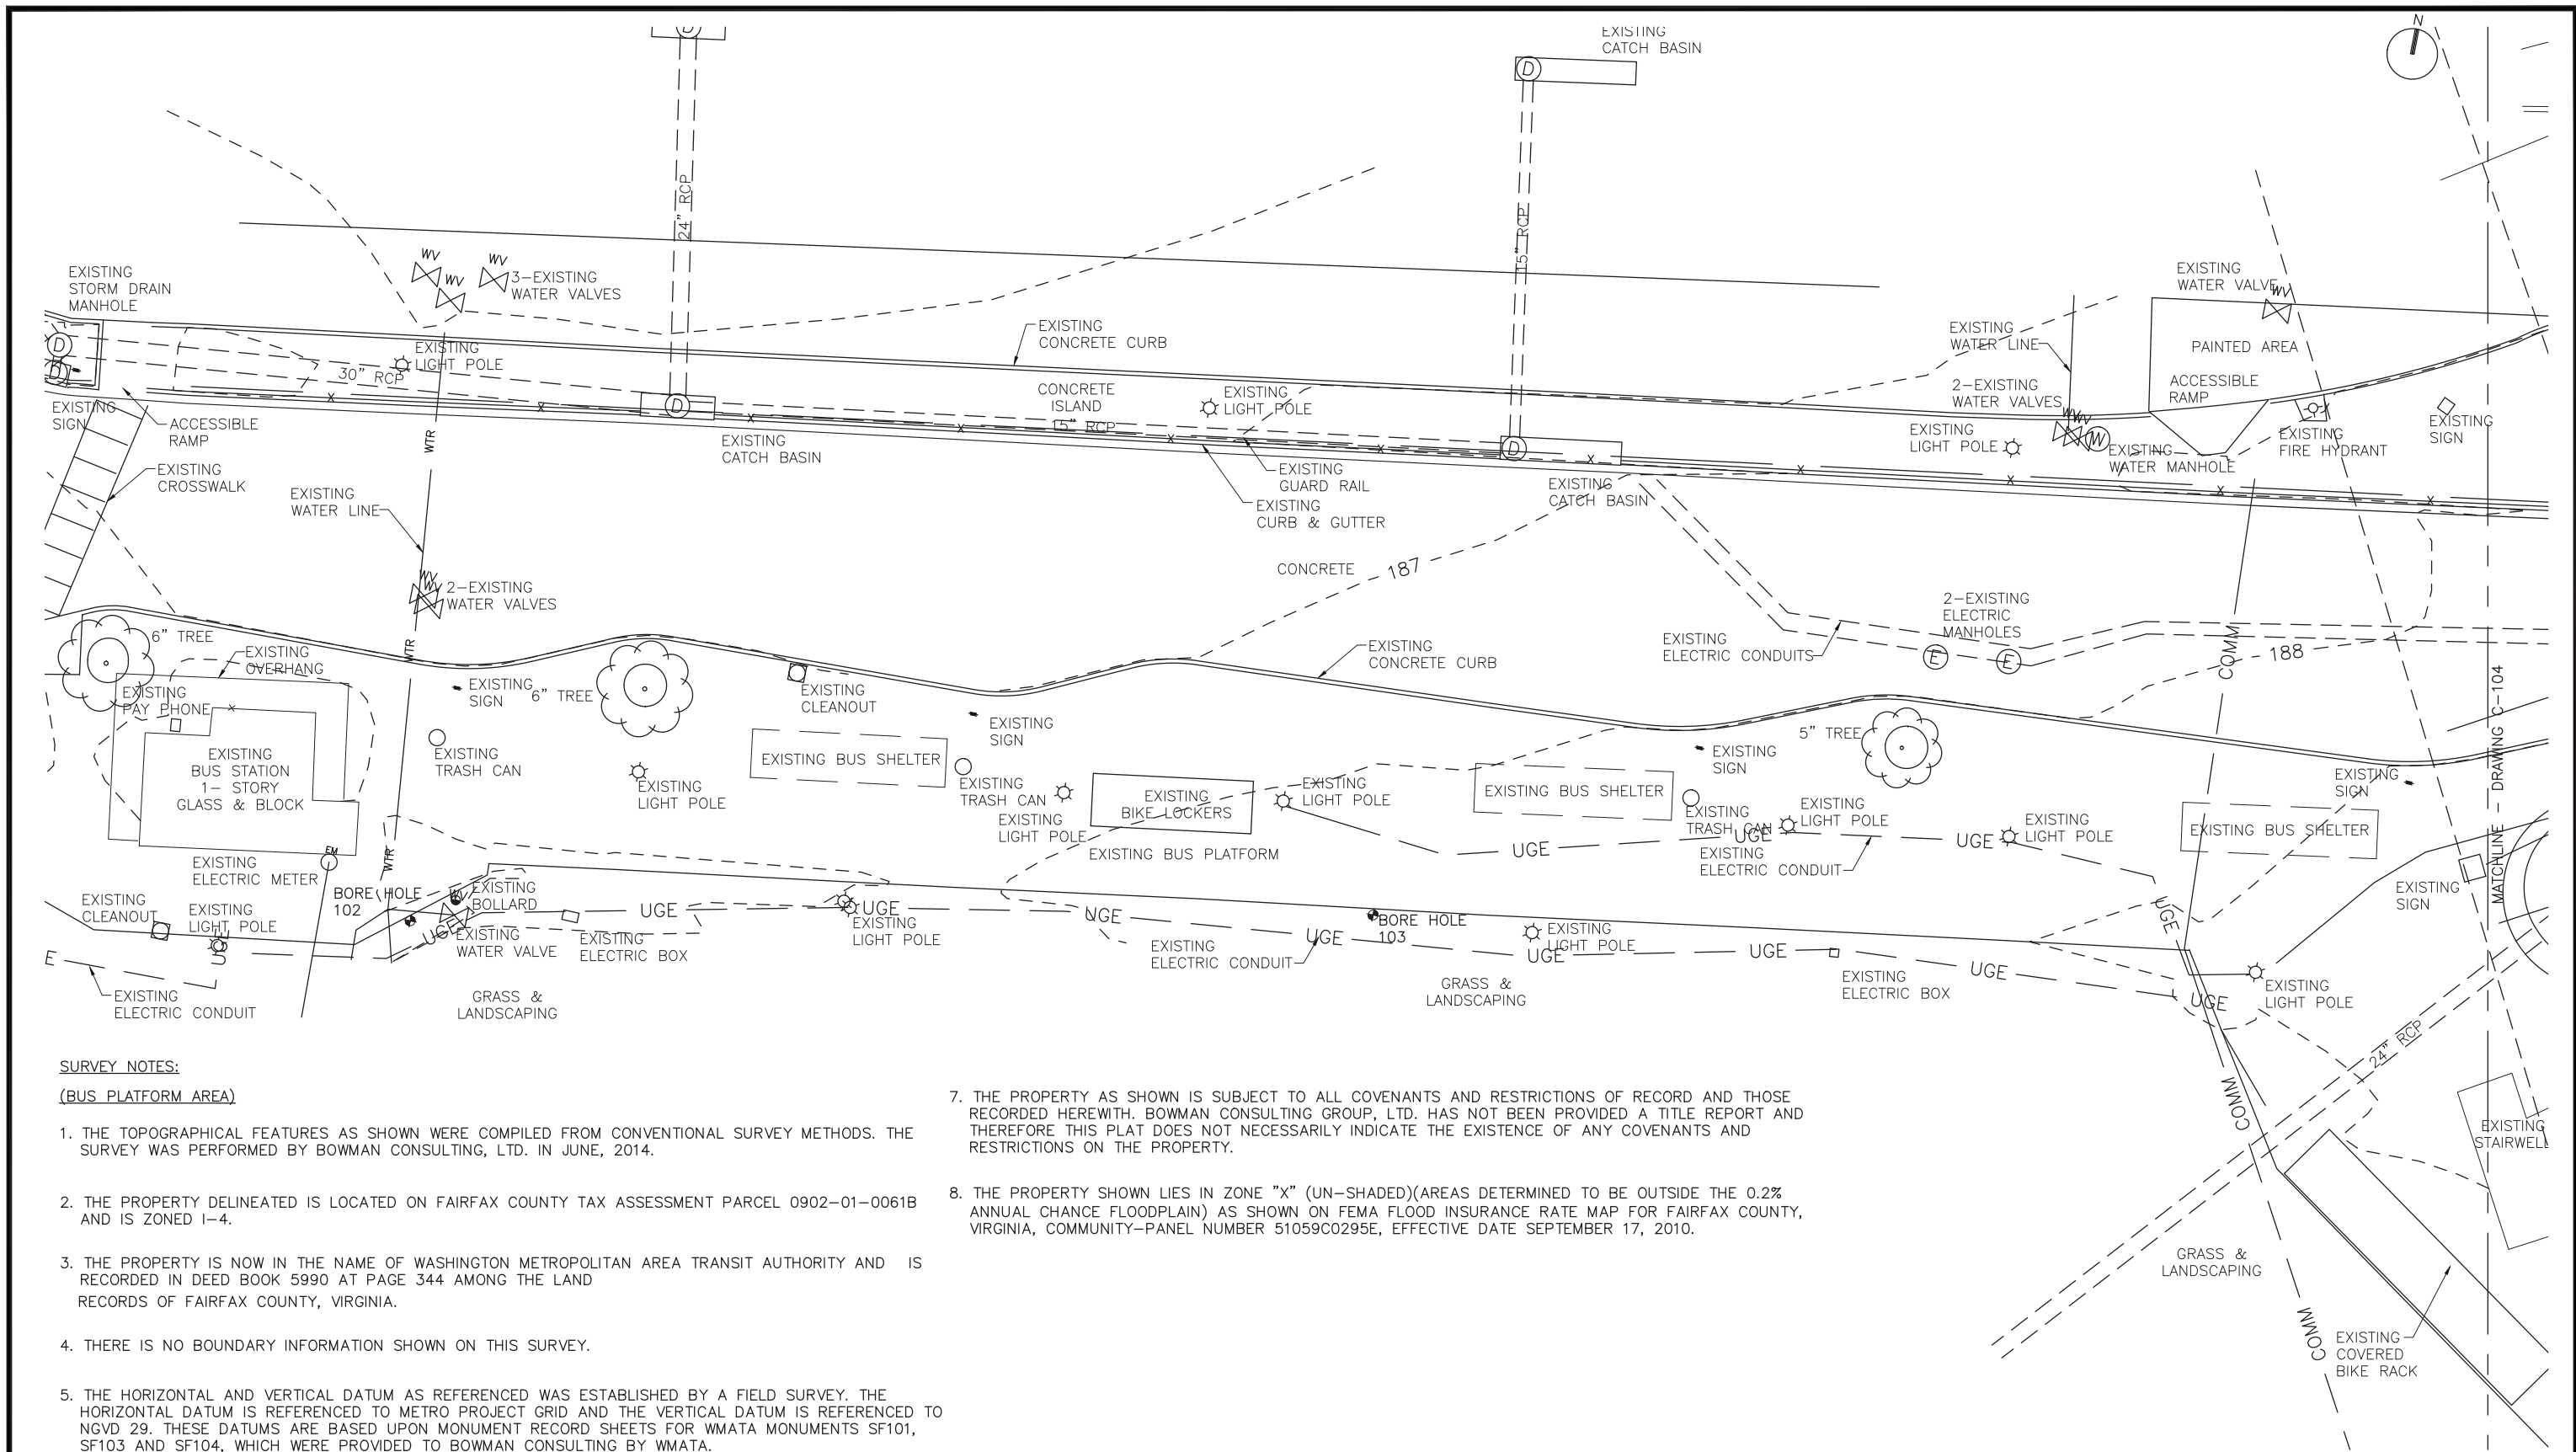 EXISTING
CATCH BASIN
N
D
D
24" RCP
15" RCP
EXISTING
STORM DRAIN
MANHOLE
WV
WV
WV
3-EXISTING
WATER VALVES
EXISTING
CONCRETE CURB
EXISTING
WATER VALVE
WV
EXISTING
WATER LINE
PAINTED AREA
D
D
EXISTING
LIGHT POLE
30" RCP
CONCRETE
ISLAND
15" RCP
EXISTING
LIGHT POLE
2-EXISTING
WATER VALVES
ACCESSIBLE
RAMP
EXISTING
SIGN
ACCESSIBLE
RAMP
D
EXISTING
CATCH BASIN
D
WV
WV
W
EXISTING
LIGHT POLE
EXISTING
WATER MANHOLE
EXISTING
FIRE HYDRANT
EXISTING
SIGN
EXISTING
CROSSWALK
WTR
EXISTING
WATER LINE
EXISTING
GUARD RAIL
EXISTING
CURB & GUTTER
EXISTING
CATCH BASIN
X
X
X
X
X
X
X
X
X
X
X
CONCRETE
187
WV
WV
2-EXISTING
WATER VALVES
2-EXISTING
ELECTRIC
MANHOLES
E
E
EXISTING
ELECTRIC CONDUITS
COMM
188
6" TREE
EXISTING
OVERHANG
WTR
EXISTING
CONCRETE CURB
EXISTING
PAY PHONE
X
EXISTING
SIGN
6" TREE
EXISTING
CLEANOUT
EXISTING
SIGN
5" TREE
EXISTING
SIGN
EXISTING
SIGN
MATCHLINE - DRAWING C-104
EXISTING
BUS STATION
1- STORY
GLASS & BLOCK
EXISTING
TRASH CAN
EXISTING
LIGHT POLE
EXISTING BUS SHELTER
EXISTING
TRASH CAN
EXISTING
LIGHT POLE
EXISTING
BIKE LOCKERS
EXISTING
LIGHT POLE
EXISTING BUS SHELTER
EXISTING
TRASH CAN
EXISTING
LIGHT POLE
EXISTING
LIGHT POLE
EXISTING BUS SHELTER
UGE
UGE
UGE
UGE
EXISTING BUS PLATFORM
EXISTING
ELECTRIC CONDUIT
EM
EXISTING
ELECTRIC METER
WTR
BORE HOLE
102
WV
EXISTING
BOLLARD
EXISTING
SIGN
EXISTING
CLEANOUT
EXISTING
LIGHT POLE
UGE
UGE
EXISTING
WATER VALVE
EXISTING
ELECTRIC BOX
UGE
UGE
EXISTING
LIGHT POLE
UGE
EXISTING
ELECTRIC CONDUIT
UGE
BORE HOLE
103
EXISTING
LIGHT POLE
UGE
UGE
EXISTING
ELECTRIC BOX
UGE
UGE
EXISTING
LIGHT POLE
E
EXISTING
ELECTRIC CONDUIT
GRASS &
LANDSCAPING
GRASS &
LANDSCAPING
24" RCP
COMM
EXISTING
STAIRWELL
GRASS &
LANDSCAPING
COMM
EXISTING
COVERED
BIKE RACK
SURVEY NOTES:
(BUS PLATFORM AREA)
1. THE TOPOGRAPHICAL FEATURES AS SHOWN WERE COMPILED FROM CONVENTIONAL SURVEY METHODS. THE
SURVEY WAS PERFORMED BY BOWMAN CONSULTING, LTD. IN JUNE, 2014.
2. THE PROPERTY DELINEATED IS LOCATED ON FAIRFAX COUNTY TAX ASSESSMENT PARCEL 0902-01-0061B
AND IS ZONED I-4.
3. THE PROPERTY IS NOW IN THE NAME OF WASHINGTON METROPOLITAN AREA TRANSIT AUTHORITY AND IS
RECORDED IN DEED BOOK 5990 AT PAGE 344 AMONG THE LAND
RECORDS OF FAIRFAX COUNTY, VIRGINIA.
4. THERE IS NO BOUNDARY INFORMATION SHOWN ON THIS SURVEY.
5. THE HORIZONTAL AND VERTICAL DATUM AS REFERENCED WAS ESTABLISHED BY A FIELD SURVEY. THE
HORIZONTAL DATUM IS REFERENCED TO METRO PROJECT GRID AND THE VERTICAL DATUM IS REFERENCED TO
NGVD 29. THESE DATUMS ARE BASED UPON MONUMENT RECORD SHEETS FOR WMATA MONUMENTS SF101,
SF103 AND SF104, WHICH WERE PROVIDED TO BOWMAN CONSULTING BY WMATA.
7. THE PROPERTY AS SHOWN IS SUBJECT TO ALL COVENANTS AND RESTRICTIONS OF RECORD AND THOSE
RECORDED HEREWITH. BOWMAN CONSULTING GROUP, LTD. HAS NOT BEEN PROVIDED A TITLE REPORT AND
THEREFORE THIS PLAT DOES NOT NECESSARILY INDICATE THE EXISTENCE OF ANY COVENANTS AND
RESTRICTIONS ON THE PROPERTY.
8. THE PROPERTY SHOWN LIES IN ZONE "X" (UN-SHADED)(AREAS DETERMINED TO BE OUTSIDE THE 0.2%
ANNUAL CHANCE FLOODPLAIN) AS SHOWN ON FEMA FLOOD INSURANCE RATE MAP FOR FAIRFAX COUNTY,
VIRGINIA, COMMUNITY-PANEL NUMBER 51059C0295E, EFFECTIVE DATE SEPTEMBER 17, 2010.